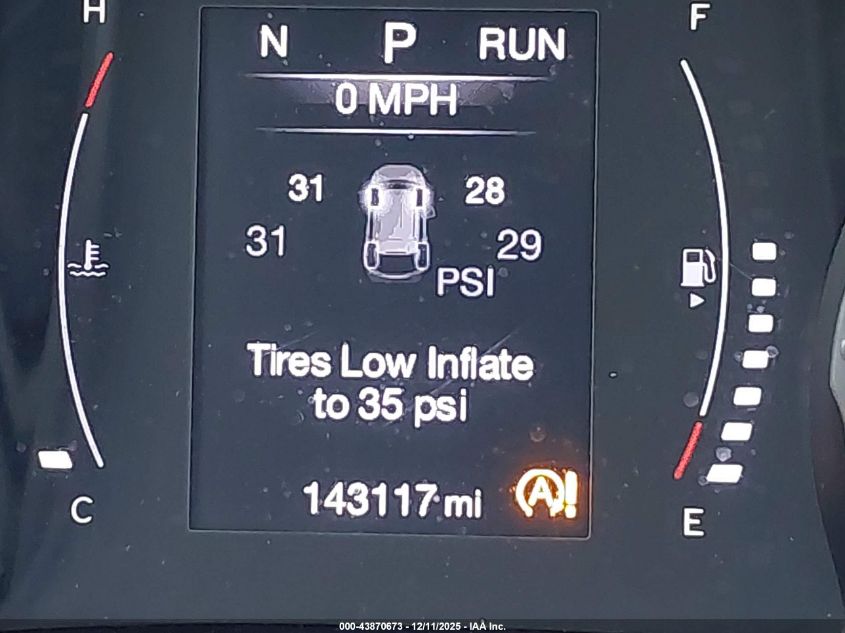 H F
N P RUN
0 MPH
31 28
31 29
PSI
Tires Low Inflate
to 35 psi
143117 mi A!
C E
000-43870673 - 12/11/2025 - IAA Inc.